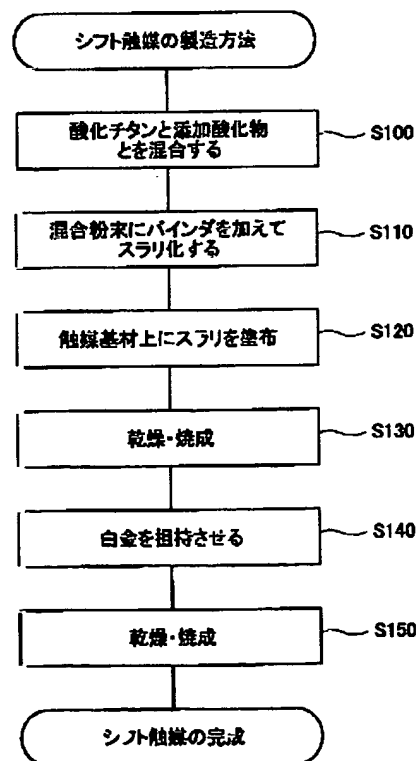 シフト触媒の製造方法
酸化チタンと添加酸化物
とを混合する
S100
混合粉末にバインダを加えて
スラリ化する
S110
触媒基材上にスラリを塗布
S120
乾燥・焼成
S130
白金を担持させる
S140
乾燥・焼成
S150
シフト触媒の完成